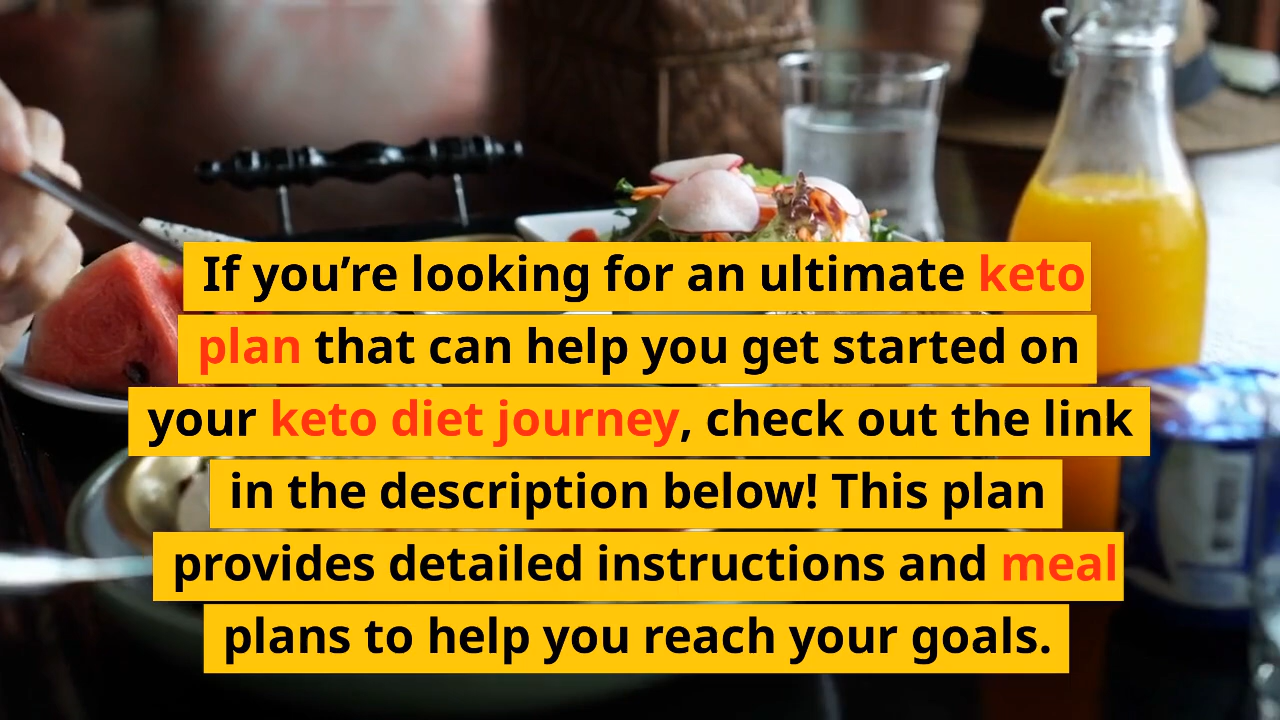 If you’re looking for an ultimate keto
plan that can help you get started on
your keto diet journey, check out the link
in the description below! This plan
provides detailed instructions and meal
plans to help you reach your goals.